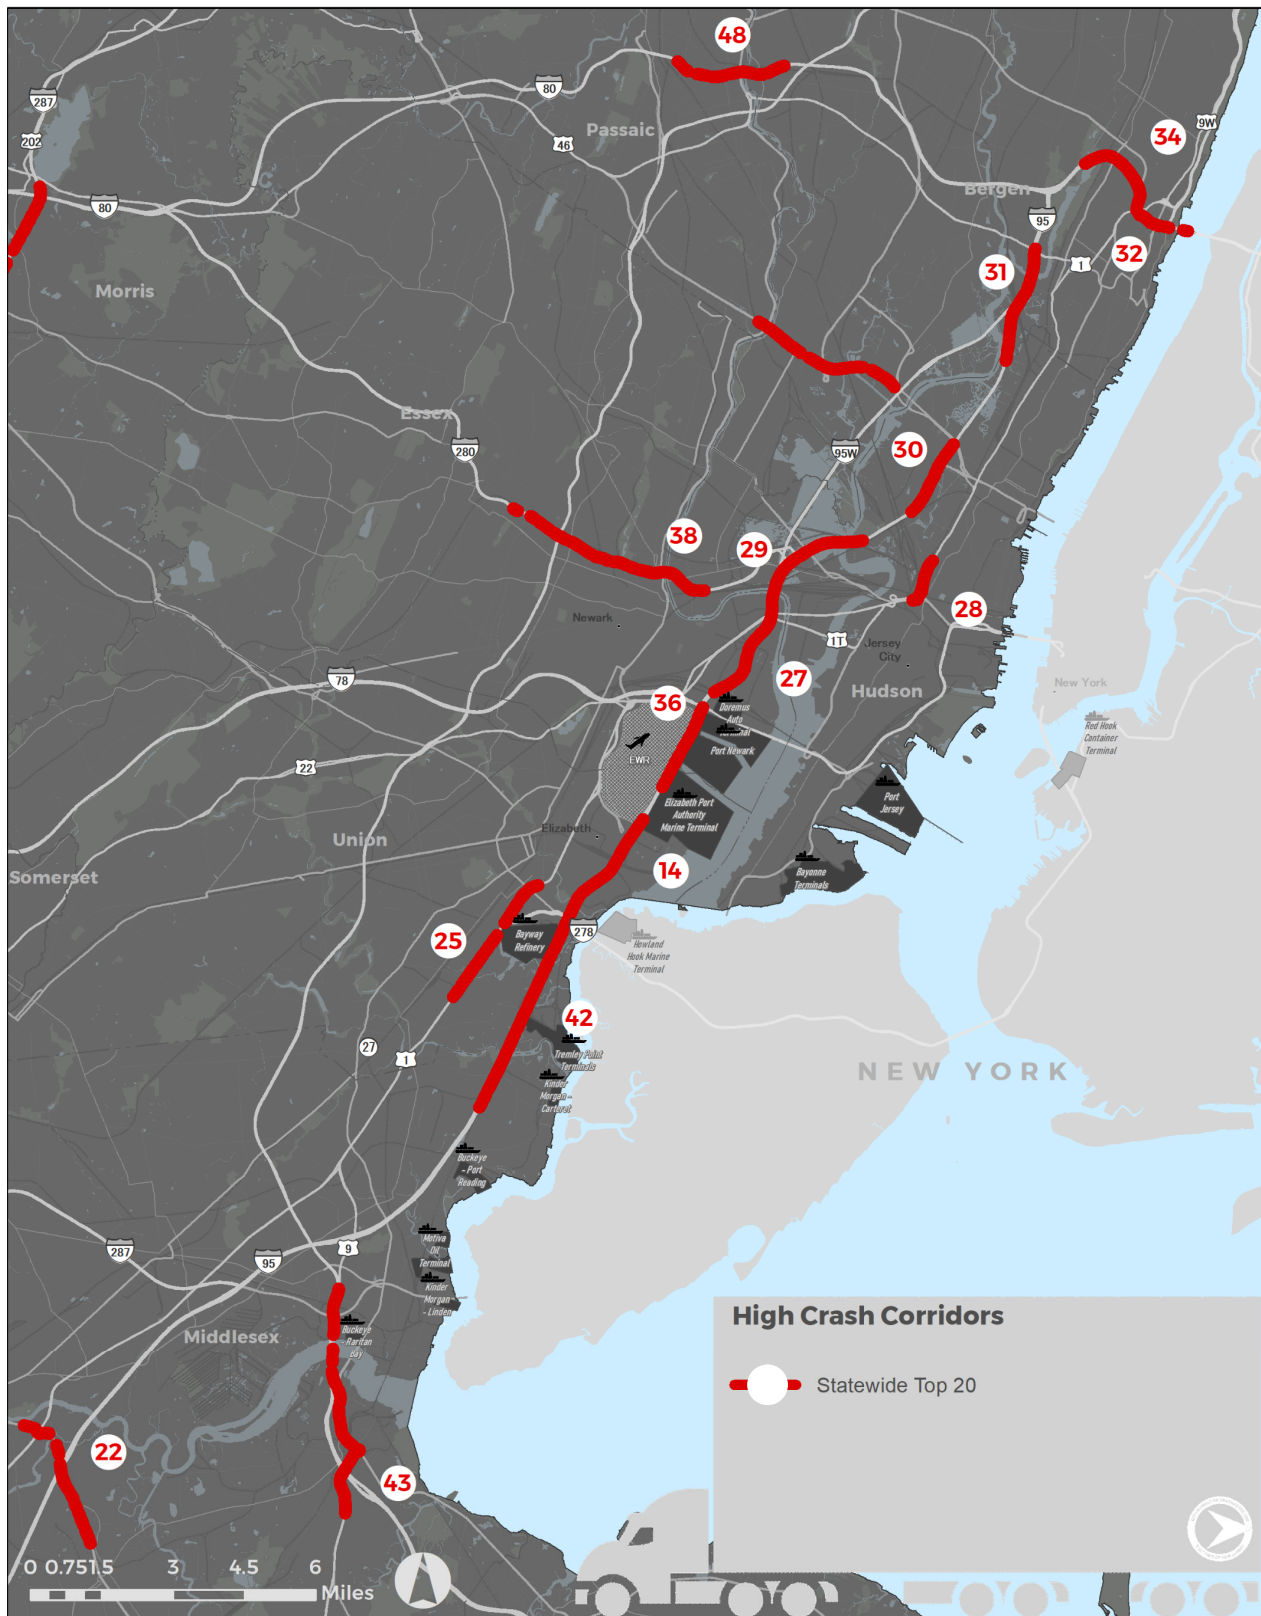 48
80
287
Passaic
46
9W
34
202
80
Bergen
95
32
1
31
Morris
Essex
280
30
95W
38
29
28
Newark
1T
Jersey
City
27
78
Hudson
New York
36
Doremus
Auto
Terminal
Port Newark
Red Hook
Container
Terminal
EWR
22
Elizabeth Port
Authority
Marine Terminal
Port
Jersey
Elizabeth
Union
14
Bayonne
Terminals
Somerset
25
Bayway
Refinery
278
Howland
Hook Marine
Terminal
42
27
1
Tremley Point
Terminals
NEW YORK
Kinder
Morgan -
Carteret
Buckeye
- Port
Reading
Motiva
Oil
Terminal
9
287
95
Kinder
Morgan
- Linden
High Crash Corridors
Middlesex
Buckeye
- Raritan
Bay
Statewide Top 20
22
43
0 0.75 1.5 3 4.5 6
Miles